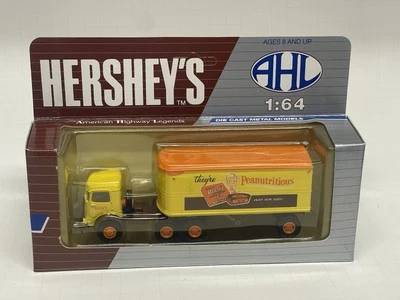 AGES 8 AND UP
HERSHEY'S
TM
AHL
1:64
American Highway Legends
DIE CAST METAL MODELS
They're Peanutritious